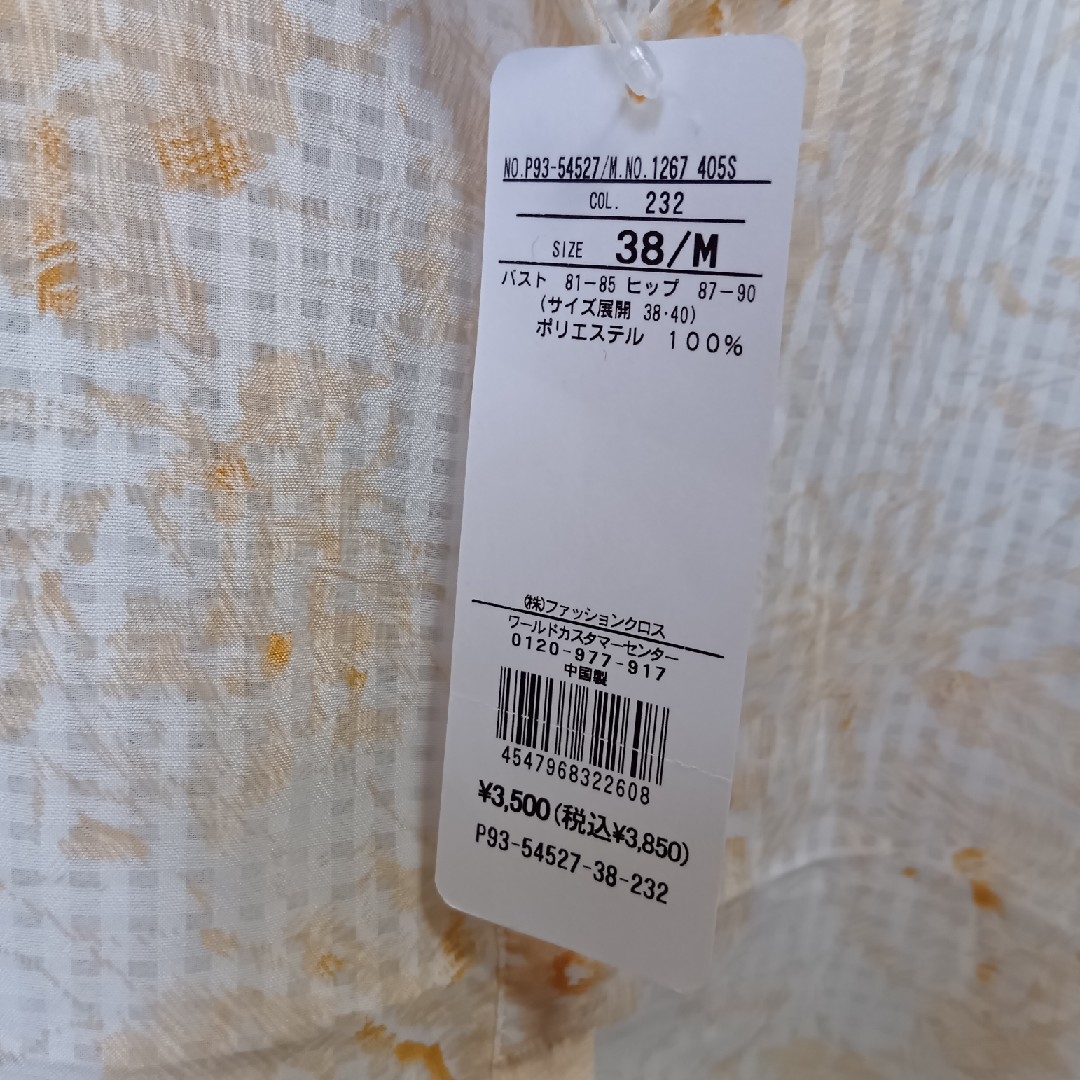 NO.P93-54527/M.NO.1267 405S
COL. 232
SIZE 38/M
バスト 81-85 ヒップ 87-90
(サイズ展開 38・40)
ポリエステル 100%
㈱ファッションクロス
ワールドカスタマーセンター
0120-977-917
中国製
4547968322608
¥3,500(税込¥3,850)
P93-54527-38-232